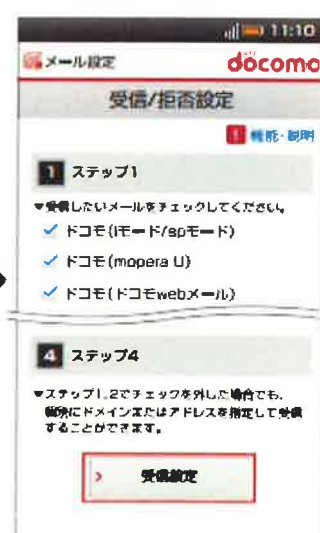 11:10
メール設定
döcomo
受信/拒否設定
機能・説明
1 ステップ1
▼受信したいメールをチェックしてください。
ドコモ(iモード/spモード)
ドコモ(mopera U)
ドコモ(ドコモwebメール)
4 ステップ4
▼ステップ1,2でチェックを外した場合でも、
個別にドメインまたはアドレスを指定して受信
することができます。
受信設定